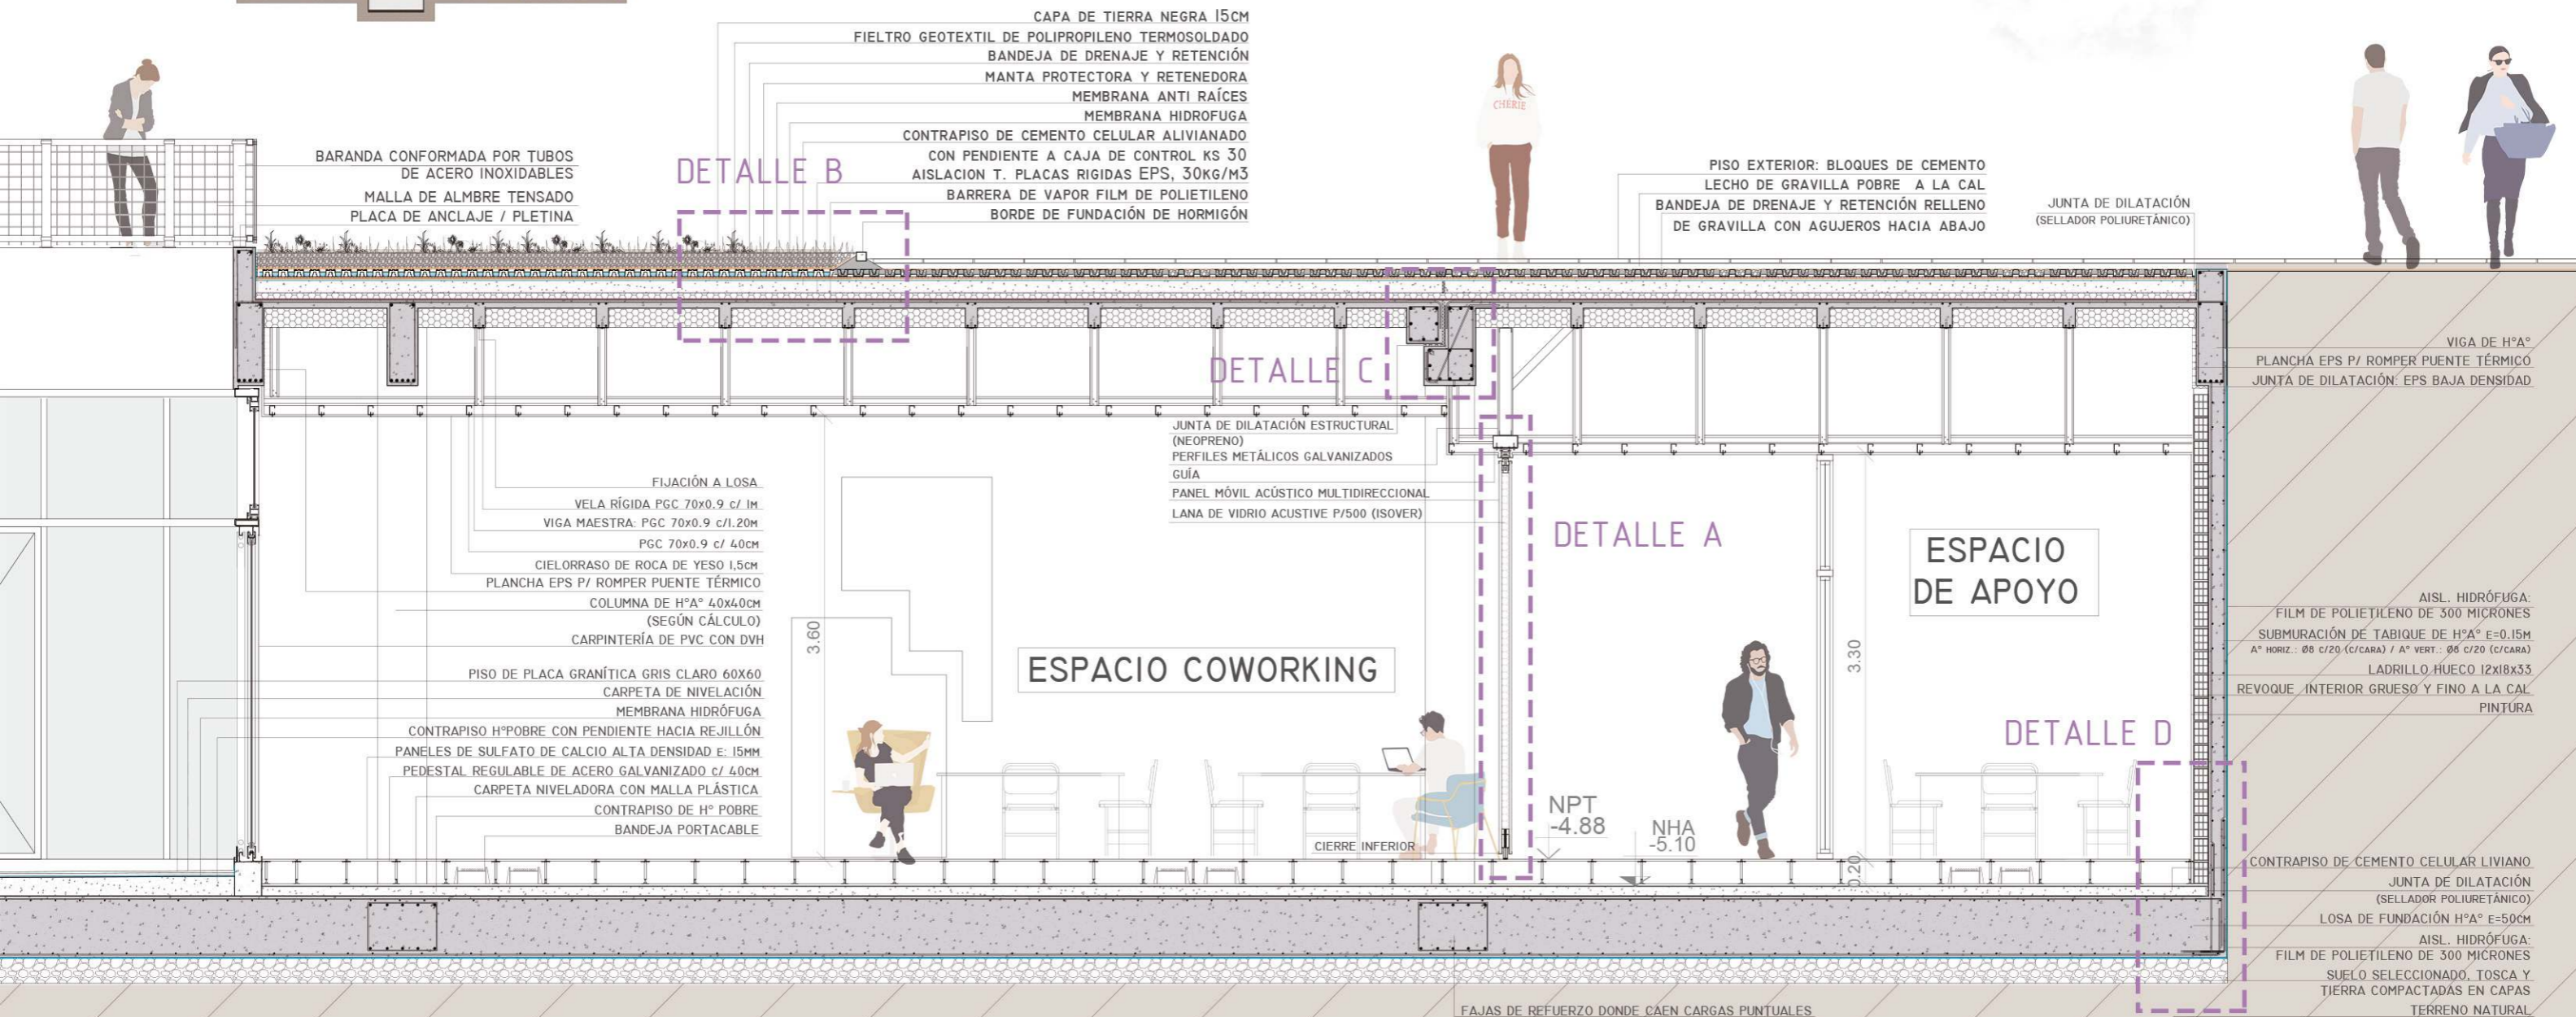 CAPA DE TIERRA NEGRA 15CM
FIELTRO GEOTEXTIL DE POLIPROPILENO TERMOSOLDADO
BANDEJA DE DRENAJE Y RETENCIÓN
MANTA PROTECTORA Y RETENEDORA
MEMBRANA ANTI RAÍCES
MEMBRANA HIDROFUGA
CONTRAPISO DE CEMENTO CELULAR ALIVIANADO
CON PENDIENTE A CAJA DE CONTROL KS 30
AISLACION T. PLACAS RIGIDAS EPS, 30KG/M3
BARRERA DE VAPOR FILM DE POLIETILENO
BORDE DE FUNDACIÓN DE HORMIGÓN
BARANDA CONFORMADA POR TUBOS
DE ACERO INOXIDABLES
MALLA DE ALMBRE TENSADO
PLACA DE ANCLAJE / PLETINA
DETALLE B
CHÉRIE
PISO EXTERIOR: BLOQUES DE CEMENTO
LECHO DE GRAVILLA POBRE A LA CAL
BANDEJA DE DRENAJE Y RETENCIÓN RELLENO
DE GRAVILLA CON AGUJEROS HACIA ABAJO
JUNTA DE DILATACIÓN
(SELLADOR POLIURETÁNICO)
DETALLE C
VIGA DE H°A°
PLANCHA EPS P/ ROMPER PUENTE TÉRMICO
JUNTA DE DILATACIÓN: EPS BAJA DENSIDAD
JUNTA DE DILATACIÓN ESTRUCTURAL
(NEOPRENO)
PERFILES METÁLICOS GALVANIZADOS
GUÍA
PANEL MÓVIL ACÚSTICO MULTIDIRECCIONAL
LANA DE VIDRIO ACUSTIVE P/500 (ISOVER)
FIJACIÓN A LOSA
VELA RÍGIDA PGC 70x0.9 c/ 1M
VIGA MAESTRA: PGC 70x0.9 c/1.20M
PGC 70x0.9 c/ 40CM
CIELORRASO DE ROCA DE YESO 1,5CM
PLANCHA EPS P/ ROMPER PUENTE TÉRMICO
COLUMNA DE H°A° 40x40CM
(SEGÚN CÁLCULO)
CARPINTERÍA DE PVC CON DVH
PISO DE PLACA GRANÍTICA GRIS CLARO 60X60
CARPETA DE NIVELACIÓN
MEMBRANA HIDRÓFUGA
CONTRAPISO H°POBRE CON PENDIENTE HACIA REJILLÓN
PANELES DE SULFATO DE CALCIO ALTA DENSIDAD E: 15MM
PEDESTAL REGULABLE DE ACERO GALVANIZADO c/ 40CM
CARPETA NIVELADORA CON MALLA PLÁSTICA
CONTRAPISO DE H° POBRE
BANDEJA PORTACABLE
3.60
ESPACIO COWORKING
DETALLE A
ESPACIO
DE APOYO
3.30
AISL. HIDRÓFUGA:
FILM DE POLIETILENO DE 300 MICRONES
SUBMURACIÓN DE TABIQUE DE H°A° E=0.15M
A° HORIZ.: Ø8 C/20 (C/CARA) / A° VERT.: Ø8 C/20 (C/CARA)
LADRILLO HUECO 12x18x33
REVOQUE INTERIOR GRUESO Y FINO A LA CAL
PINTURA
DETALLE D
NPT
-4.88
NHA
-5.10
CIERRE INFERIOR
0.20
CONTRAPISO DE CEMENTO CELULAR LIVIANO
JUNTA DE DILATACIÓN
(SELLADOR POLIURETÁNICO)
LOSA DE FUNDACIÓN H°A° E=50CM
AISL. HIDRÓFUGA:
FILM DE POLIETILENO DE 300 MICRONES
SUELO SELECCIONADO, TOSCA Y
TIERRA COMPACTADAS EN CAPAS
TERRENO NATURAL
FAJAS DE REFUERZO DONDE CAEN CARGAS PUNTUALES